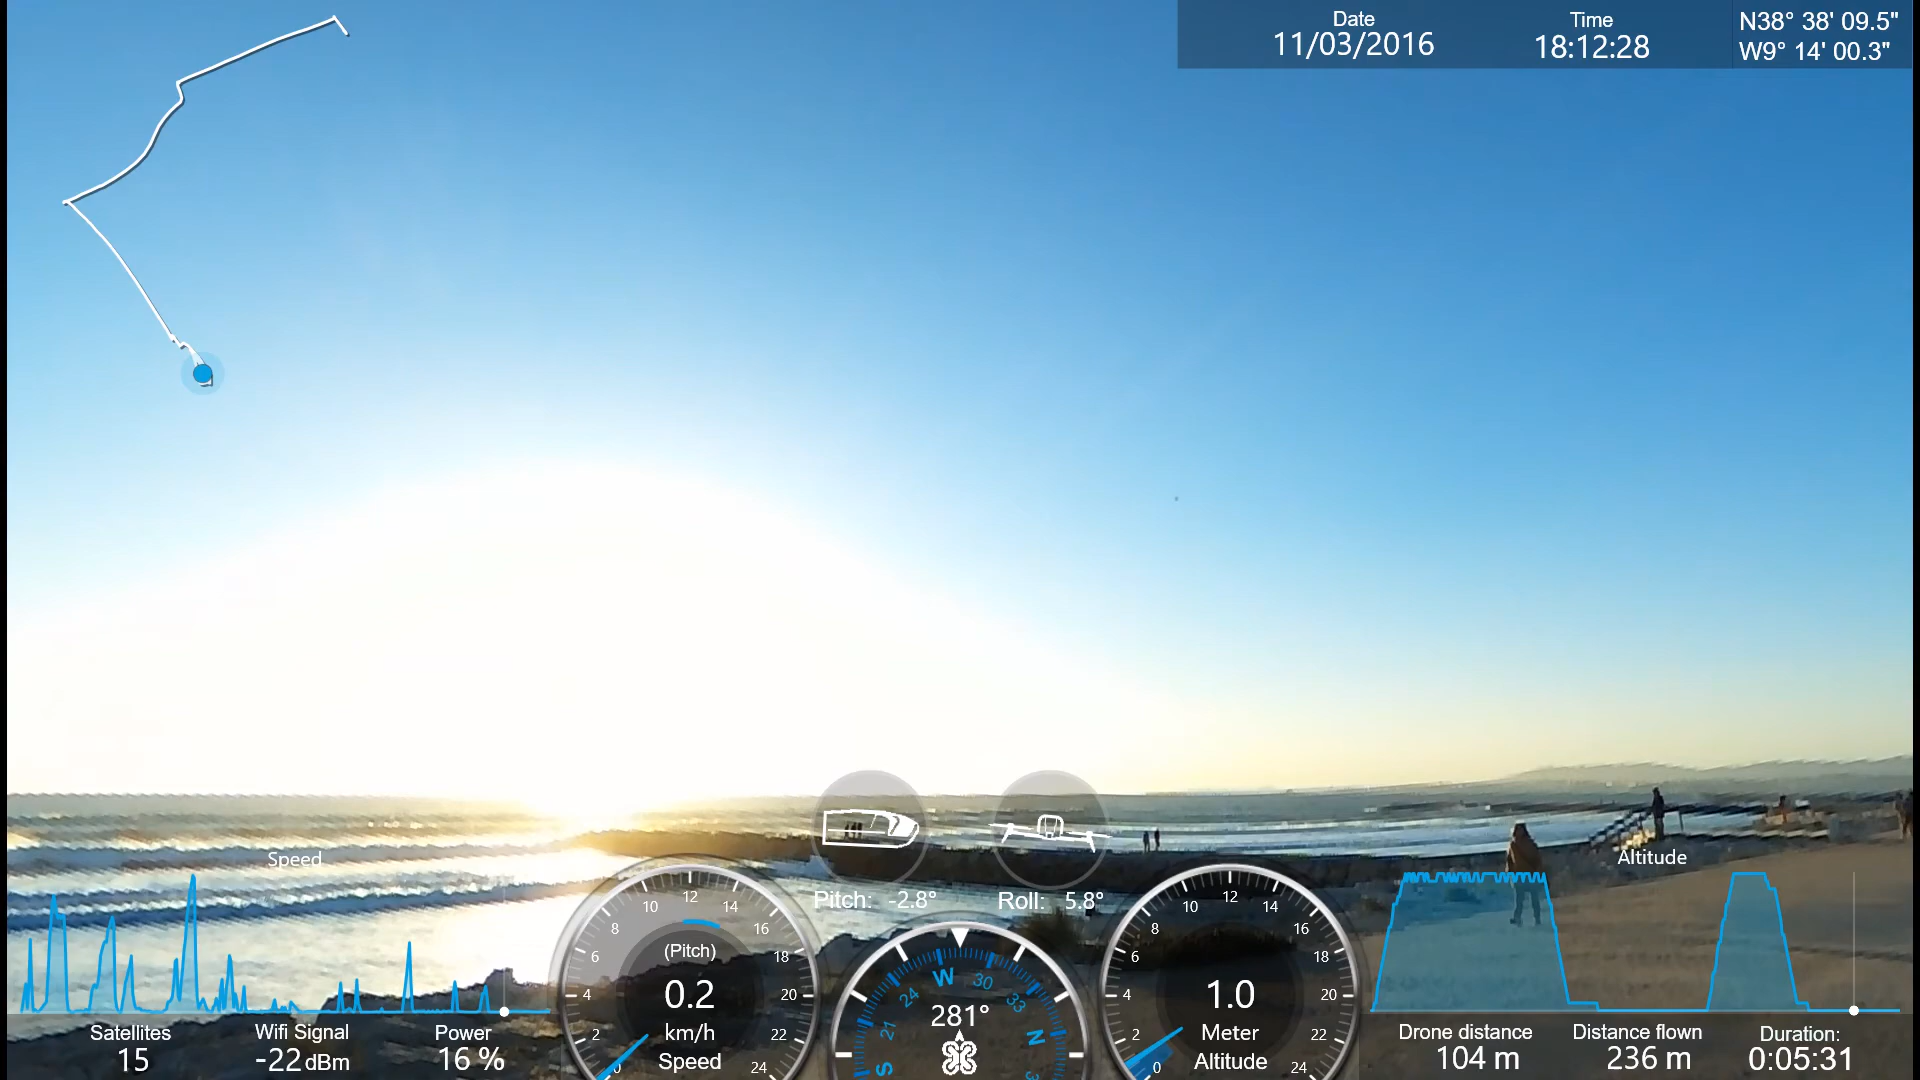 Date
11/03/2016
Time
18:12:28
N38° 38' 09.5"
W9° 14' 00.3"
Speed
Satellites
15
Wifi Signal
-22 dBm
Power
16 %
0 2 4 6 8 10 12 14 16 18 20 22 24
(Pitch)
0.2
km/h
Speed
Pitch: -2.8°
Roll: 5.8°
S 21 24 W 30 33 N
281°
0 2 4 6 8 10 12 14 16 18 20 22 24
1.0
Meter
Altitude
Altitude
Drone distance
104 m
Distance flown
236 m
Duration:
0:05:31